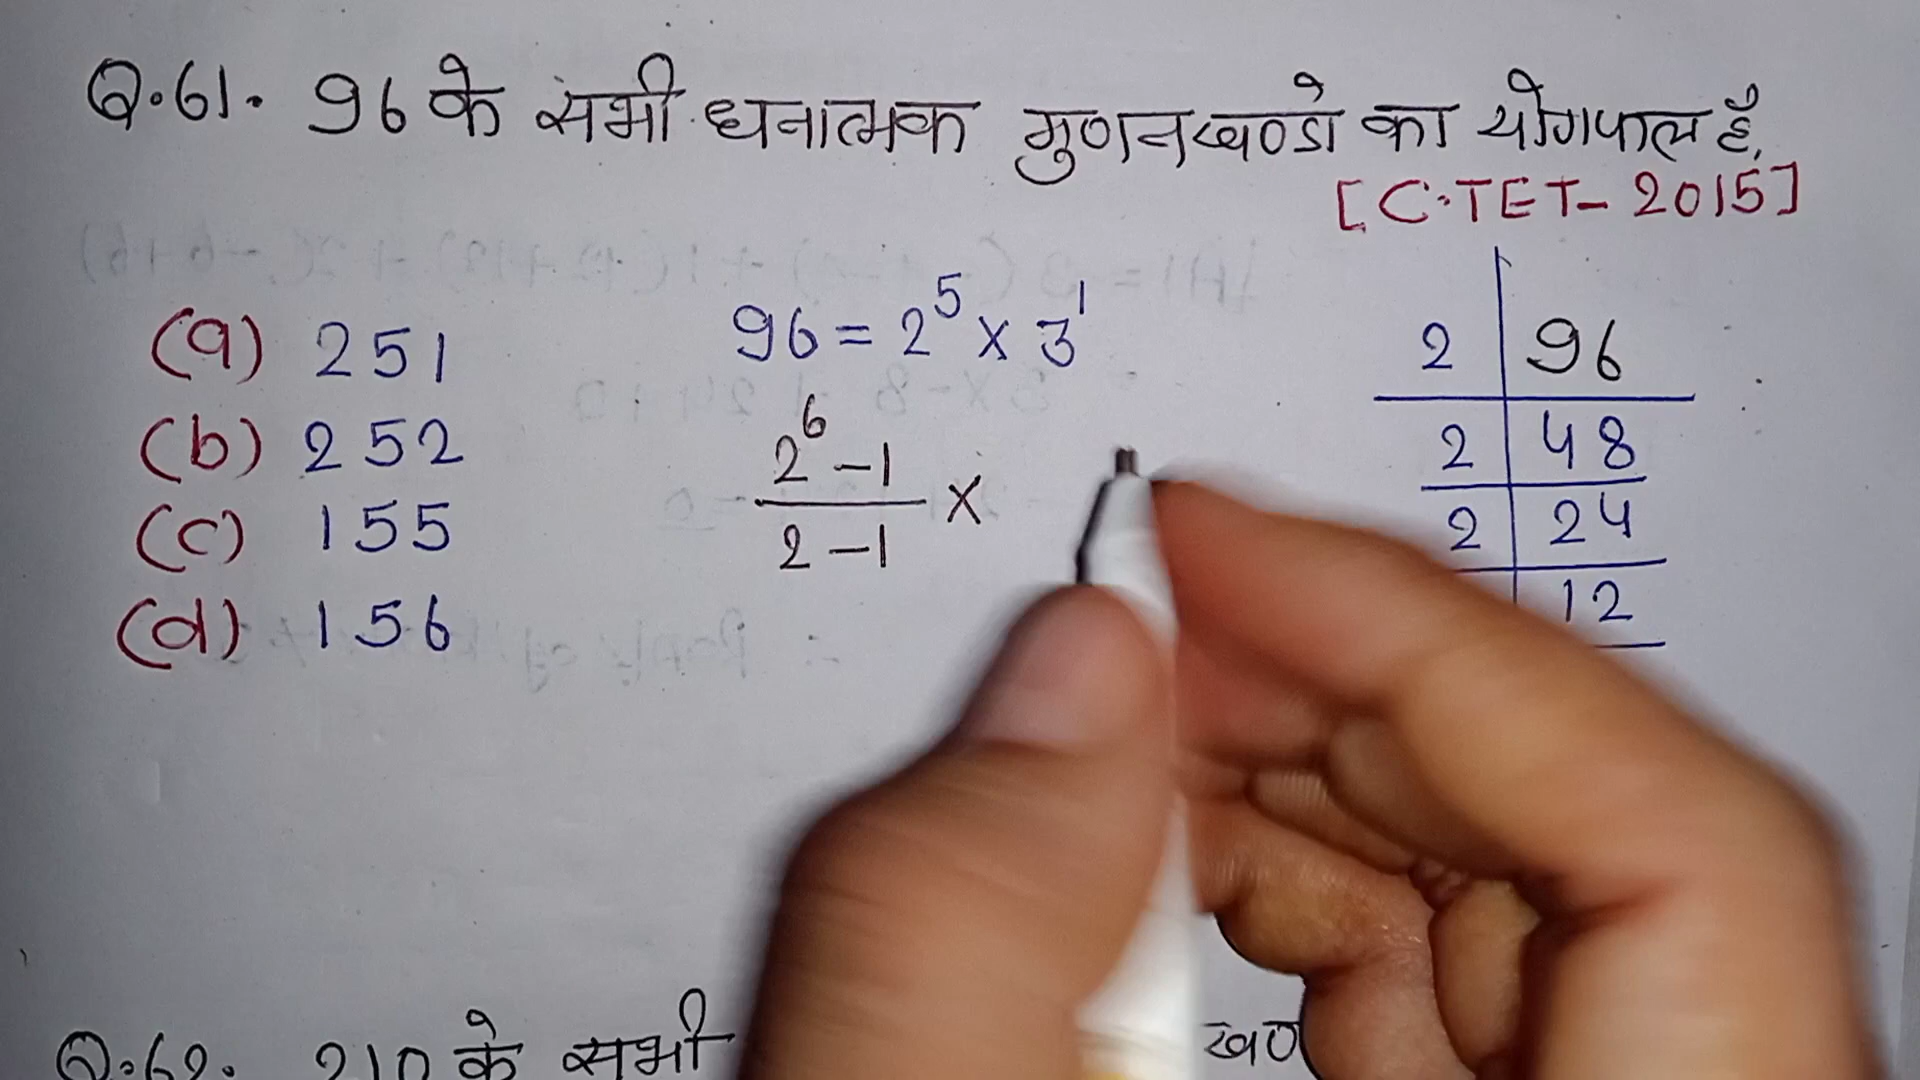 Q.61. 96 के सभी धनात्मक गुणनखण्डो का योगफल है,
[C.TET- 2015]
(a) 251
(b) 252
(c) 155
(d) 156
96 = 2^5 × 3^1
2^6 - 1
2 - 1
×
2 | 96
2 | 48
2 | 24
12
Q.62. 210 के सभी